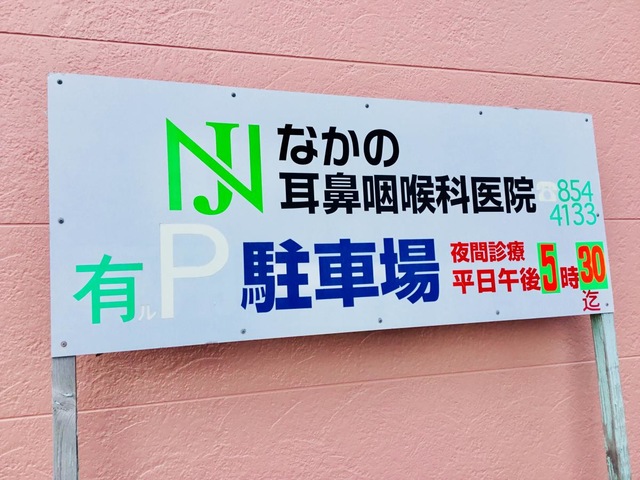 NJ なかの
耳鼻咽喉科医院 ☎854
4133
有ル P 駐車場 夜間診療
平日午後5時30
迄